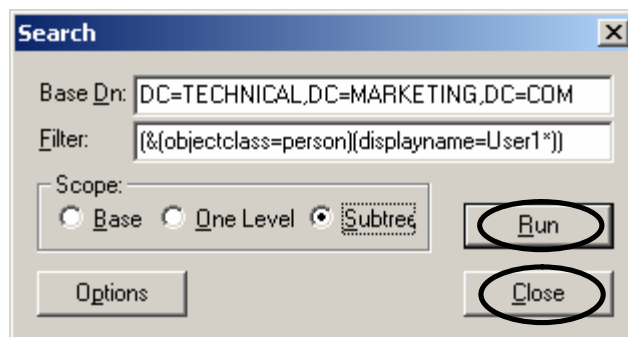 Search
Base Dn: DC=TECHNICAL,DC=MARKETING,DC=COM
Filter: (&(objectclass=person)(displayname=User1*))
Scope:
Base One Level Subtree
Run
Options Close